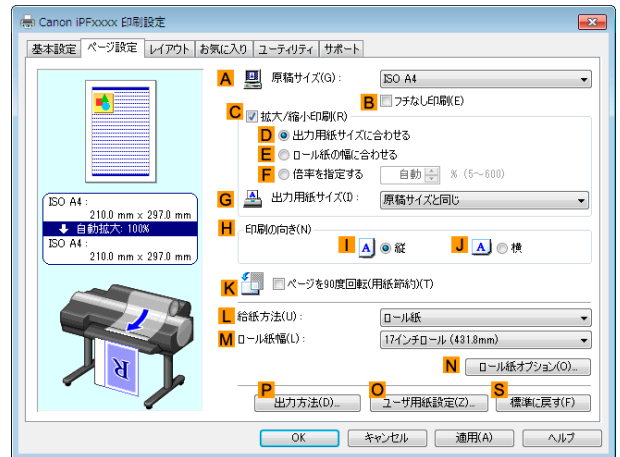 Canon iPFxxxx 印刷設定
基本設定 ページ設定 レイアウト お気に入り ユーティリティ サポート
A 原稿サイズ(G): ISO A4
B フチなし印刷(E)
C 拡大/縮小印刷(R)
D 出力用紙サイズに合わせる
E ロール紙の幅に合わせる
F 倍率を指定する 自動 % (5~600)
G 出力用紙サイズ(I): 原稿サイズと同じ
ISO A4 :
210.0 mm × 297.0 mm
自動拡大: 100%
ISO A4 :
210.0 mm × 297.0 mm
H 印刷の向き(N)
I A 縦 J A 横
K ページを90度回転(用紙節約)(T)
L 給紙方法(U): ロール紙
M ロール紙幅(L): 17インチロール (431.8mm)
N ロール紙オプション(O)...
R
P O S
出力方法(D)... ユーザ用紙設定(Z)... 標準に戻す(F)
OK キャンセル 適用(A) ヘルプ